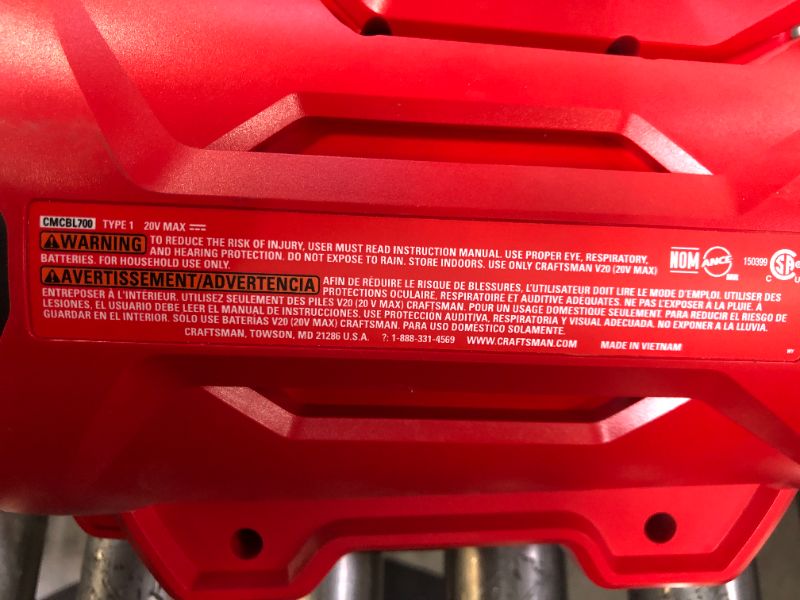 CMCBL700 TYPE 1 20V MAX
WARNING TO REDUCE THE RISK OF INJURY, USER MUST READ INSTRUCTION MANUAL. USE PROPER EYE, RESPIRATORY,
AND HEARING PROTECTION. DO NOT EXPOSE TO RAIN. STORE INDOORS. USE ONLY CRAFTSMAN V20 (20V MAX)
BATTERIES. FOR HOUSEHOLD USE ONLY.
NOM ANCE 150399 C SA
AVERTISSEMENT/ADVERTENCIA AFIN DE RÉDUIRE LE RISQUE DE BLESSURES, L'UTILISATEUR DOIT LIRE LE MODE D'EMPLOI. UTILISER DES
PROTECTIONS OCULAIRE, RESPIRATOIRE ET AUDITIVE ADÉQUATES. NE PAS L'EXPOSER À LA PLUIE. À
ENTREPOSER À L'INTÉRIEUR. UTILISEZ SEULEMENT DES PILES V20 (20 V MAX) CRAFTSMAN. POUR UN USAGE DOMESTIQUE SEULEMENT. PARA REDUCIR EL RIESGO DE
LESIONES. EL USUARIO DEBE LEER EL MANUAL DE INSTRUCCIONES. USE PROTECCIÓN AUDITIVA, RESPIRATORIA Y VISUAL ADECUADA. NO EXPONER A LA LLUVIA.
GUARDAR EN EL INTERIOR. SOLO USE BATERÍAS V20 (20V MAX) CRAFTSMAN. PARA USO DOMESTICO SOLAMENTE.
CRAFTSMAN, TOWSON, MD 21286 U.S.A. ?: 1-888-331-4569 WWW.CRAFTSMAN.COM MADE IN VIETNAM